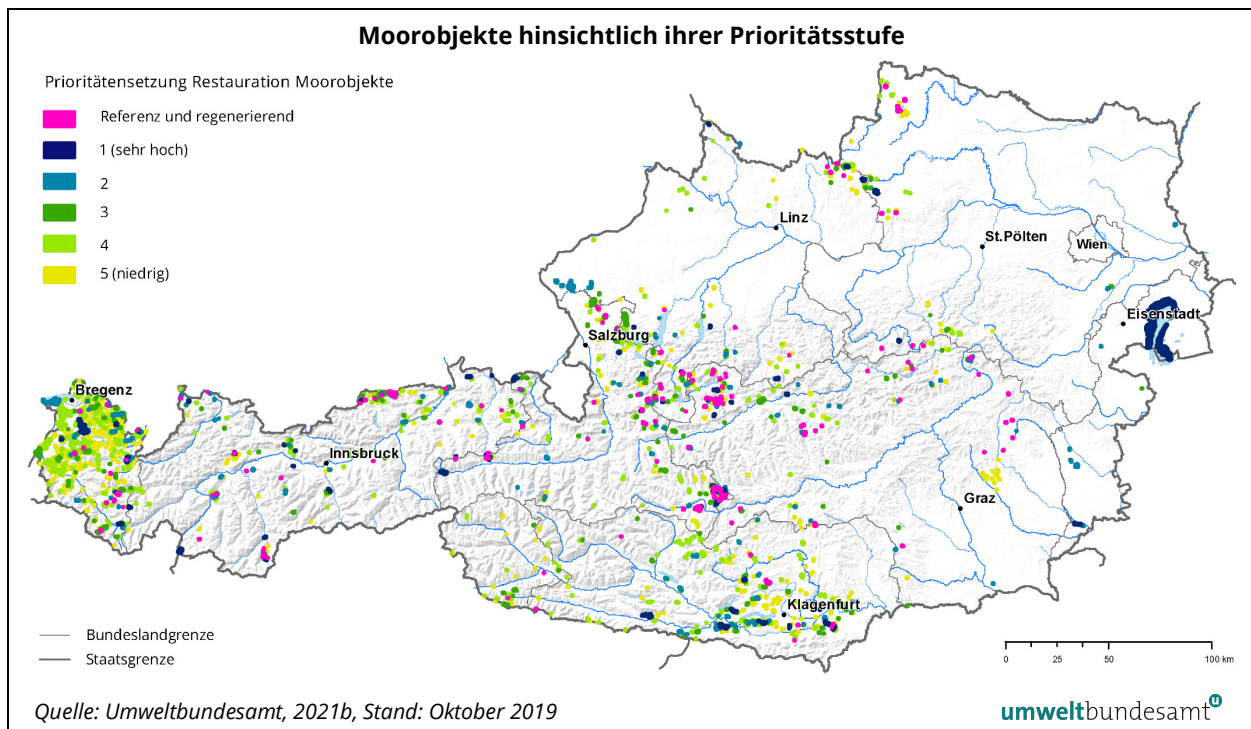 Moorobjekte hinsichtlich ihrer Prioritätsstufe
Prioritätensetzung Restauration Moorobjekte
Referenz und regenerierend
1 (sehr hoch)
2
3
4
5 (niedrig)
Linz
St.Pölten
Wien
Eisenstadt
Salzburg
Bregenz
Innsbruck
Graz
Klagenfurt
Bundeslandgrenze
Staatsgrenze
0 25 50 100 km
Quelle: Umweltbundesamt, 2021b, Stand: Oktober 2019
umweltbundesamt u